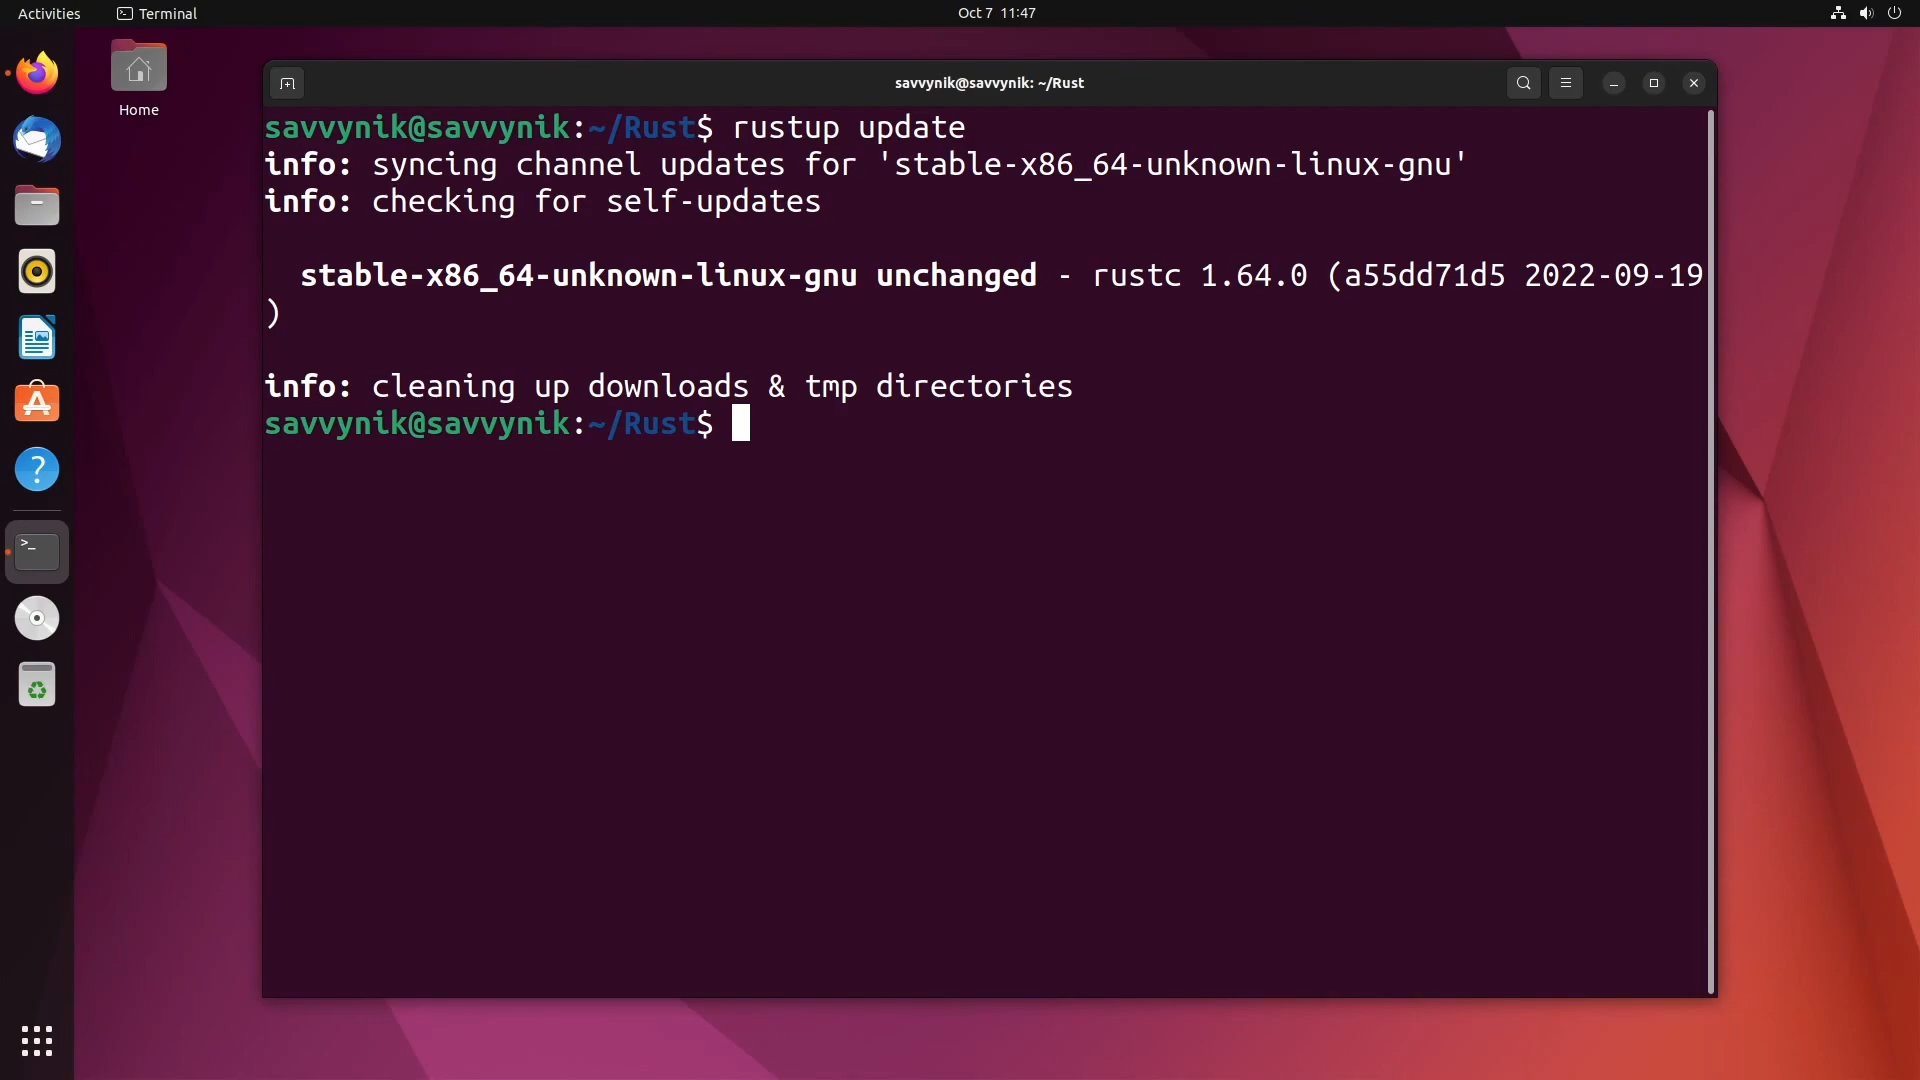 Activities
Terminal
Oct 7 11:47
Home
savvynik@savvynik: ~/Rust
savvynik@savvynik:~/Rust$ rustup update
info: syncing channel updates for 'stable-x86_64-unknown-linux-gnu'
info: checking for self-updates
stable-x86_64-unknown-linux-gnu unchanged - rustc 1.64.0 (a55dd71d5 2022-09-19
)
info: cleaning up downloads & tmp directories
savvynik@savvynik:~/Rust$